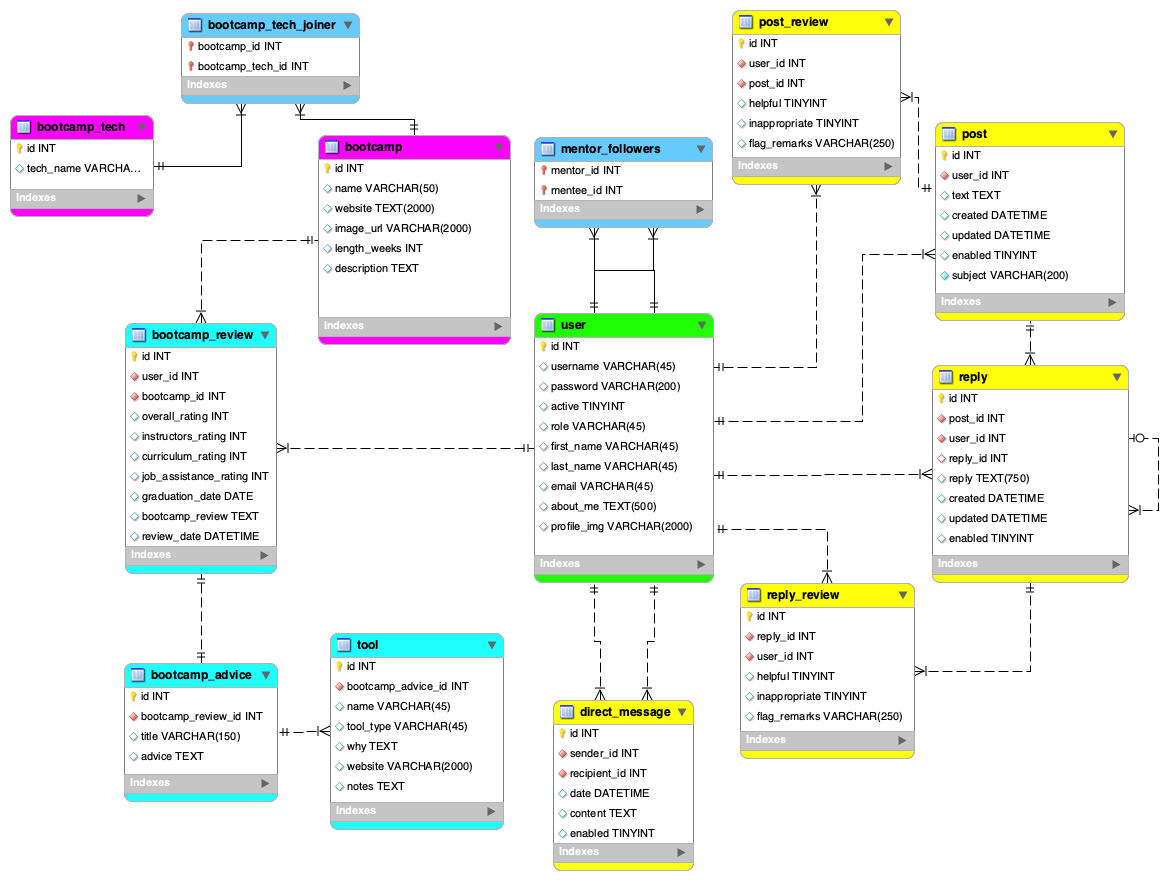 bootcamp_tech_joiner
bootcamp_id INT
bootcamp_tech_id INT
Indexes
bootcamp_tech
id INT
tech_name VARCHA...
Indexes
bootcamp
id INT
name VARCHAR(50)
website TEXT(2000)
image_url VARCHAR(2000)
length_weeks INT
description TEXT
Indexes
mentor_followers
mentor_id INT
mentee_id INT
Indexes
post_review
id INT
user_id INT
post_id INT
helpful TINYINT
inappropriate TINYINT
flag_remarks VARCHAR(250)
Indexes
post
id INT
user_id INT
text TEXT
created DATETIME
updated DATETIME
enabled TINYINT
subject VARCHAR(200)
Indexes
bootcamp_review
id INT
user_id INT
bootcamp_id INT
overall_rating INT
instructors_rating INT
curriculum_rating INT
job_assistance_rating INT
graduation_date DATE
bootcamp_review TEXT
review_date DATETIME
Indexes
user
id INT
username VARCHAR(45)
password VARCHAR(200)
active TINYINT
role VARCHAR(45)
first_name VARCHAR(45)
last_name VARCHAR(45)
email VARCHAR(45)
about_me TEXT(500)
profile_img VARCHAR(2000)
Indexes
reply
id INT
post_id INT
user_id INT
reply_id INT
reply TEXT(750)
created DATETIME
updated DATETIME
enabled TINYINT
Indexes
bootcamp_advice
id INT
bootcamp_review_id INT
title VARCHAR(150)
advice TEXT
Indexes
tool
id INT
bootcamp_advice_id INT
name VARCHAR(45)
tool_type VARCHAR(45)
why TEXT
website VARCHAR(2000)
notes TEXT
Indexes
direct_message
id INT
sender_id INT
recipient_id INT
date DATETIME
content TEXT
enabled TINYINT
Indexes
reply_review
id INT
reply_id INT
user_id INT
helpful TINYINT
inappropriate TINYINT
flag_remarks VARCHAR(250)
Indexes